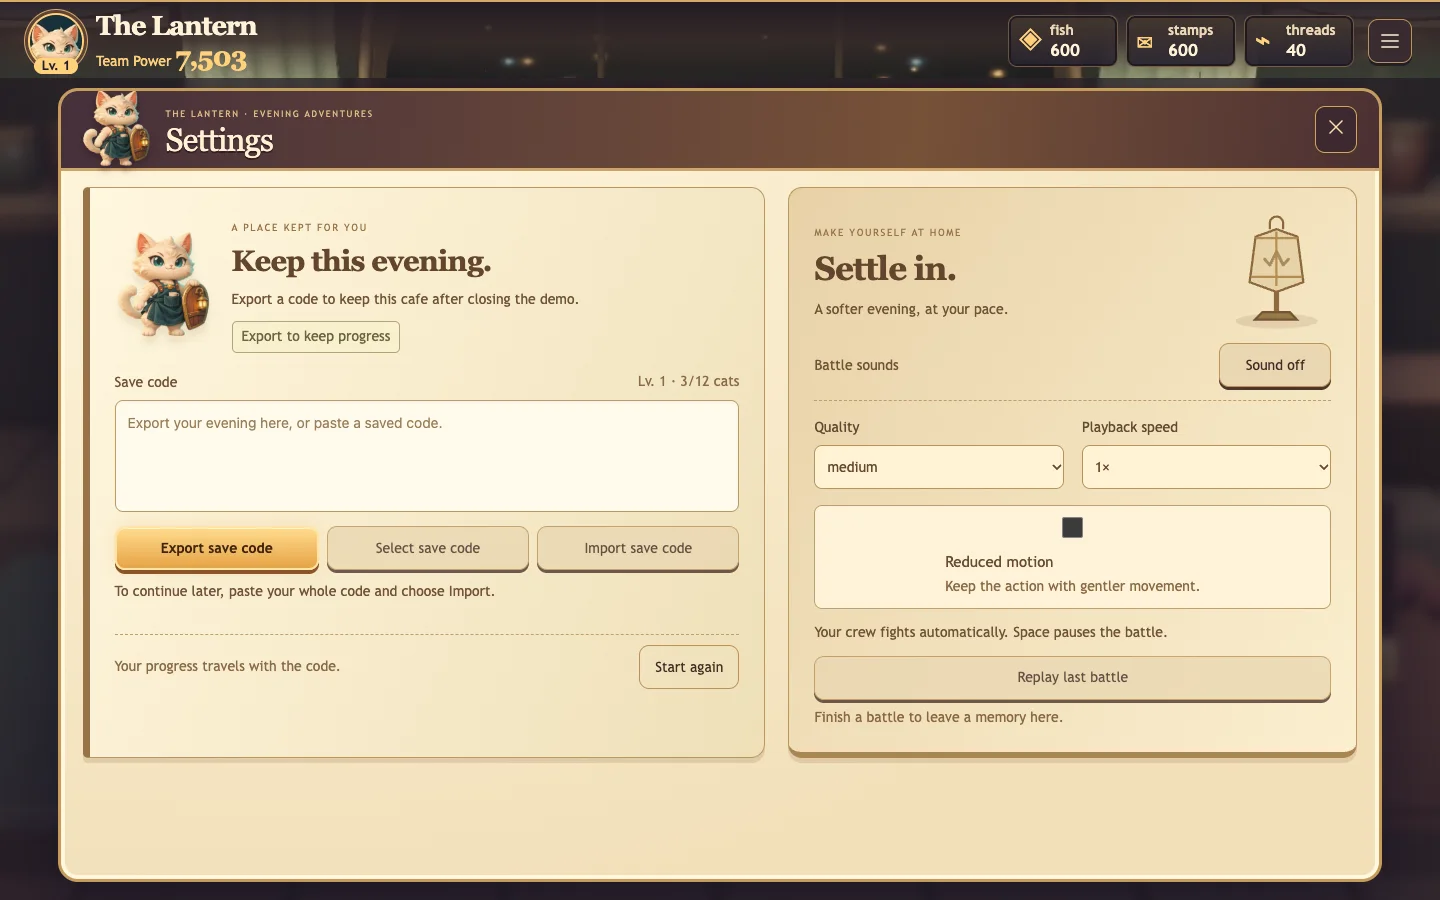 The Lantern
Team Power 7,503
Lv. 1
fish
600
stamps
600
threads
40
THE LANTERN · EVENING ADVENTURES
Settings
A PLACE KEPT FOR YOU
Keep this evening.
Export a code to keep this cafe after closing the demo.
Export to keep progress
Save code
Lv. 1 · 3/12 cats
Export your evening here, or paste a saved code.
Export save code
Select save code
Import save code
To continue later, paste your whole code and choose Import.
Your progress travels with the code.
Start again
MAKE YOURSELF AT HOME
Settle in.
A softer evening, at your pace.
Battle sounds
Sound off
Quality
Playback speed
medium
1×
Reduced motion
Keep the action with gentler movement.
Your crew fights automatically. Space pauses the battle.
Replay last battle
Finish a battle to leave a memory here.